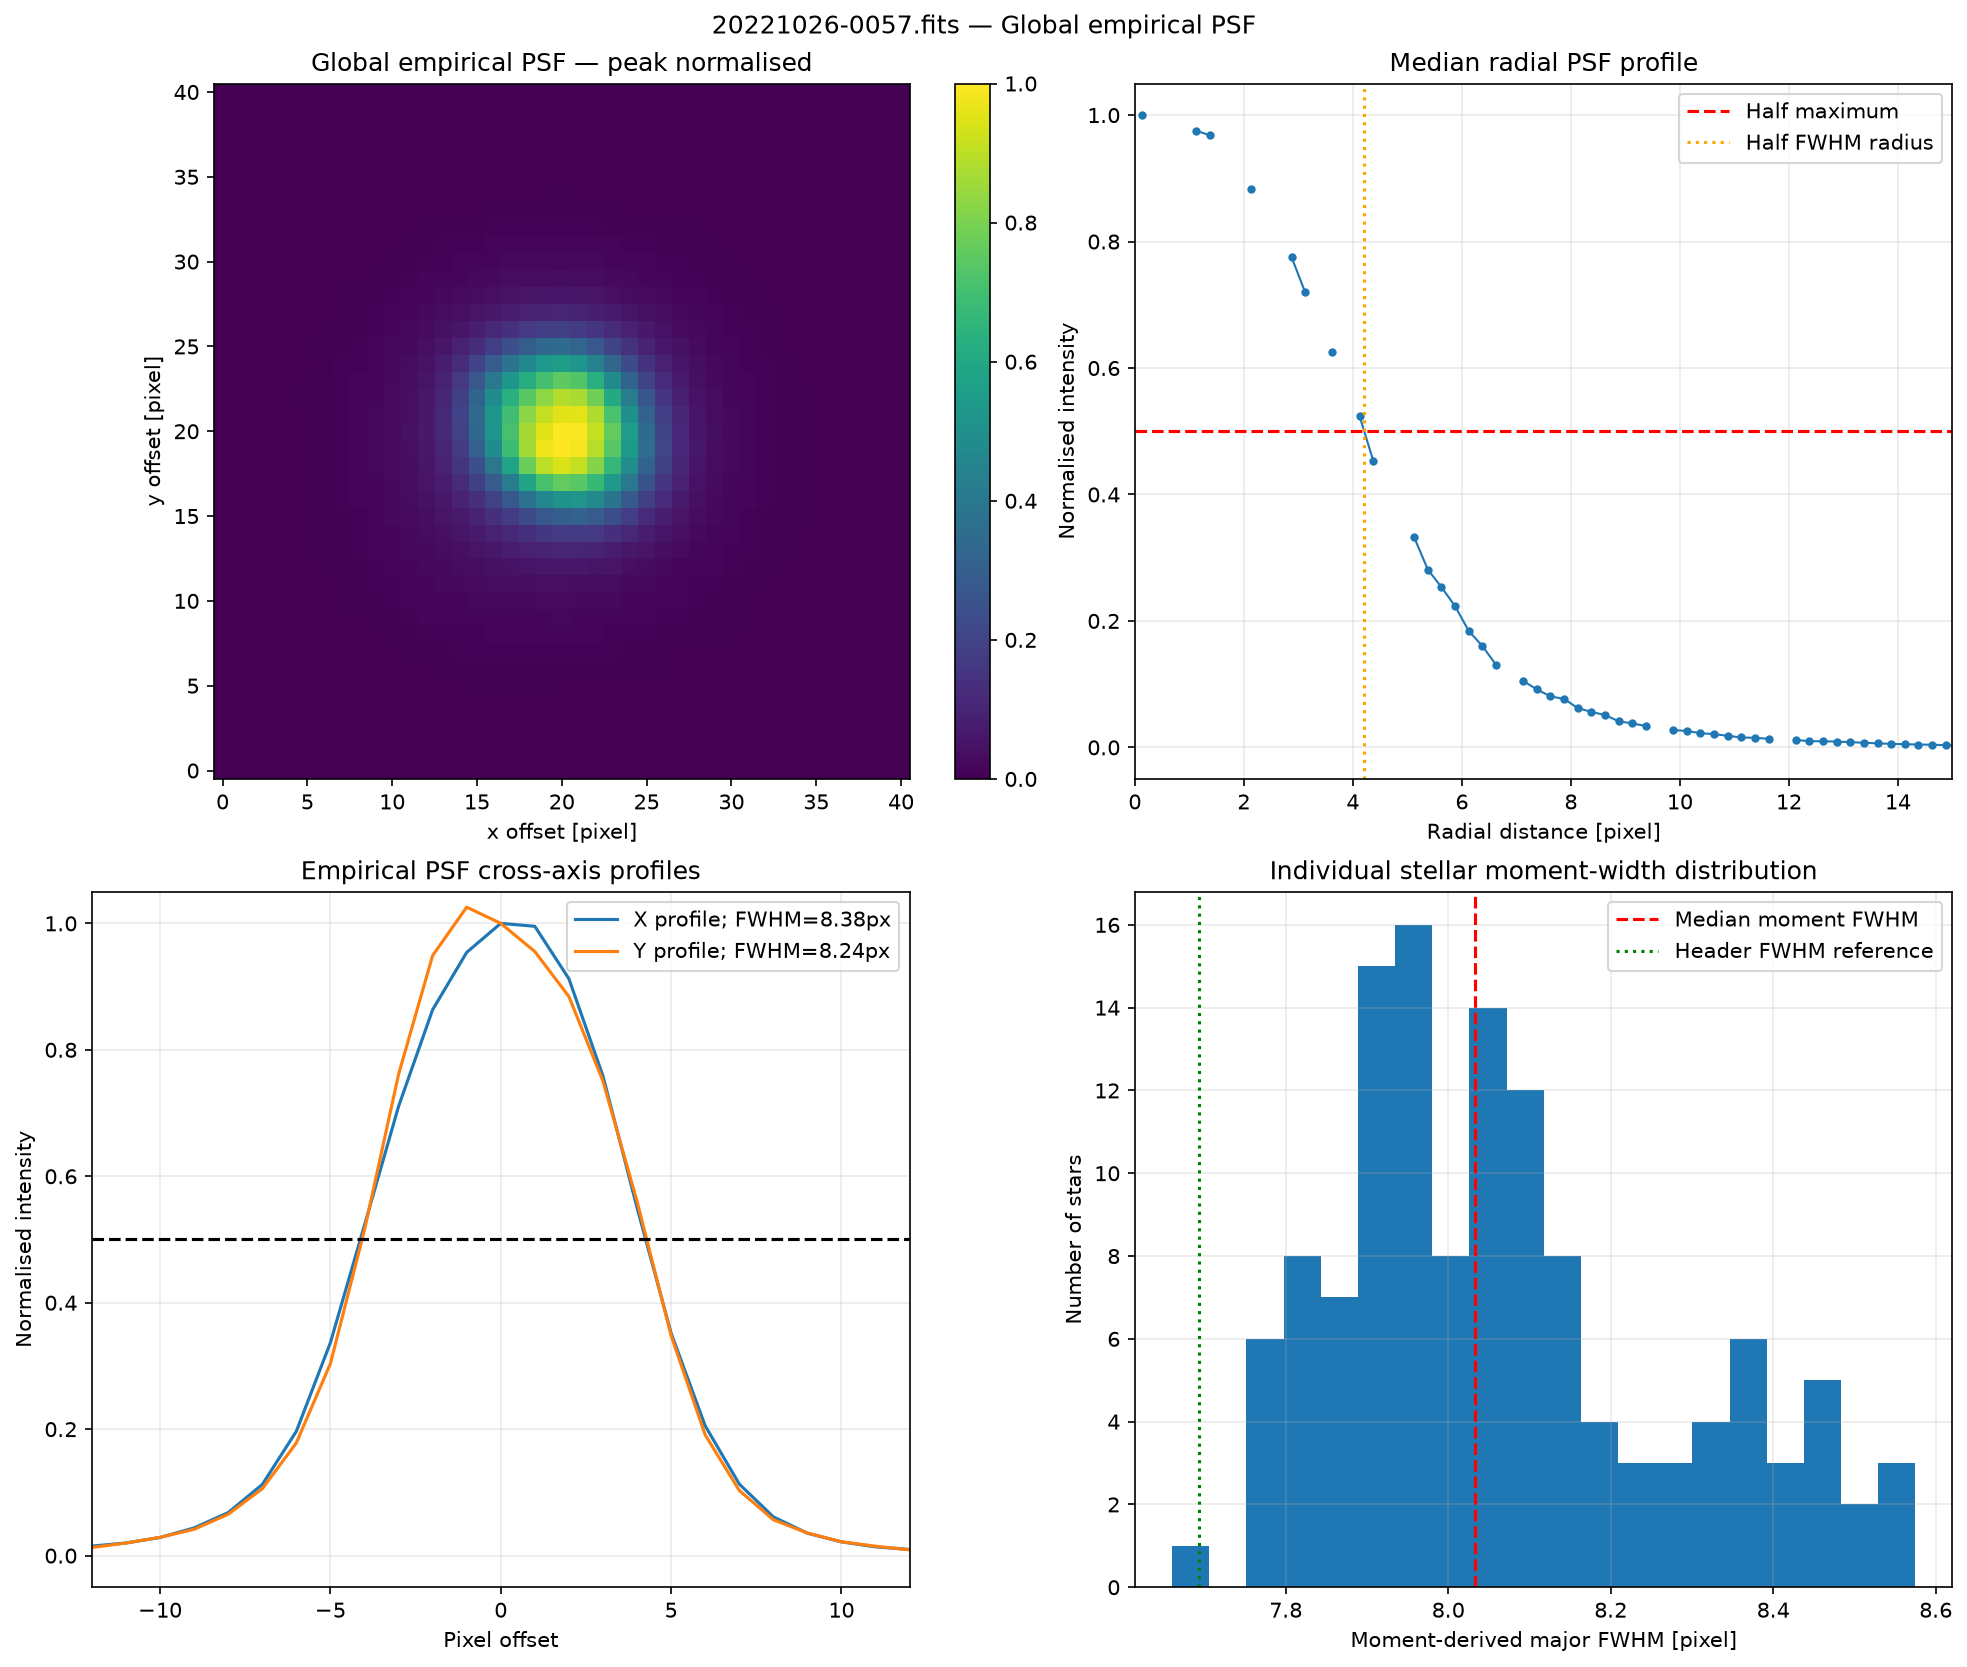 20221026-0057.fits — Global empirical PSF
Global empirical PSF — peak normalised
40
35
30
25
20
15
10
5
0
y offset [pixel]
0 5 10 15 20 25 30 35 40
x offset [pixel]
1.0
0.8
0.6
0.4
0.2
0.0
Median radial PSF profile
Half maximum
Half FWHM radius
1.0
0.8
0.6
0.4
0.2
0.0
Normalised intensity
0 2 4 6 8 10 12 14
Radial distance [pixel]
Empirical PSF cross-axis profiles
X profile; FWHM=8.38px
Y profile; FWHM=8.24px
1.0
0.8
0.6
0.4
0.2
0.0
Normalised intensity
−10 −5 0 5 10
Pixel offset
Individual stellar moment-width distribution
Median moment FWHM
Header FWHM reference
16
14
12
10
8
6
4
2
0
Number of stars
7.8 8.0 8.2 8.4 8.6
Moment-derived major FWHM [pixel]